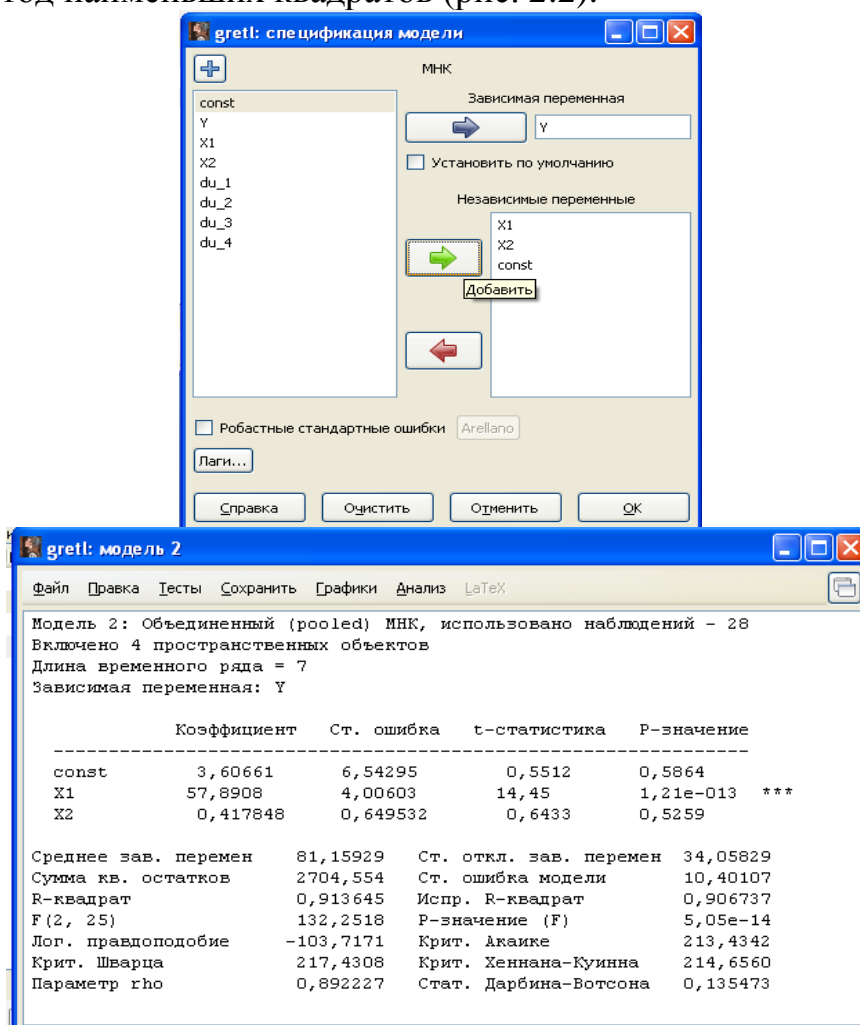 тод наименьших квадратов (рис. 2.2).
gretl: спецификация модели
МНК
const
Y
X1
X2
du_1
du_2
du_3
du_4
Зависимая переменная
Y
Установить по умолчанию
Независимые переменные
X1
X2
const
Добавить
Робастные стандартные ошибки Arellano
Лаги...
Справка Очистить Отменить OK
gretl: модель 2
Файл Правка Тесты Сохранить Графики Анализ LaTeX
Модель 2: Объединенный (pooled) МНК, использовано наблюдений - 28
Включено 4 пространственных объектов
Длина временного ряда = 7
Зависимая переменная: Y
Коэффициент Ст. ошибка t-статистика P-значение
const 3,60661 6,54295 0,5512 0,5864
X1 57,8908 4,00603 14,45 1,21e-013 ***
X2 0,417848 0,649532 0,6433 0,5259
Среднее зав. перемен 81,15929 Ст. откл. зав. перемен 34,05829
Сумма кв. остатков 2704,554 Ст. ошибка модели 10,40107
R-квадрат 0,913645 Испр. R-квадрат 0,906737
F(2, 25) 132,2518 P-значение (F) 5,05e-14
Лог. правдоподобие -103,7171 Крит. Акаике 213,4342
Крит. Шварца 217,4308 Крит. Хеннана-Куинна 214,6560
Параметр rho 0,892227 Стат. Дарбина-Вотсона 0,135473